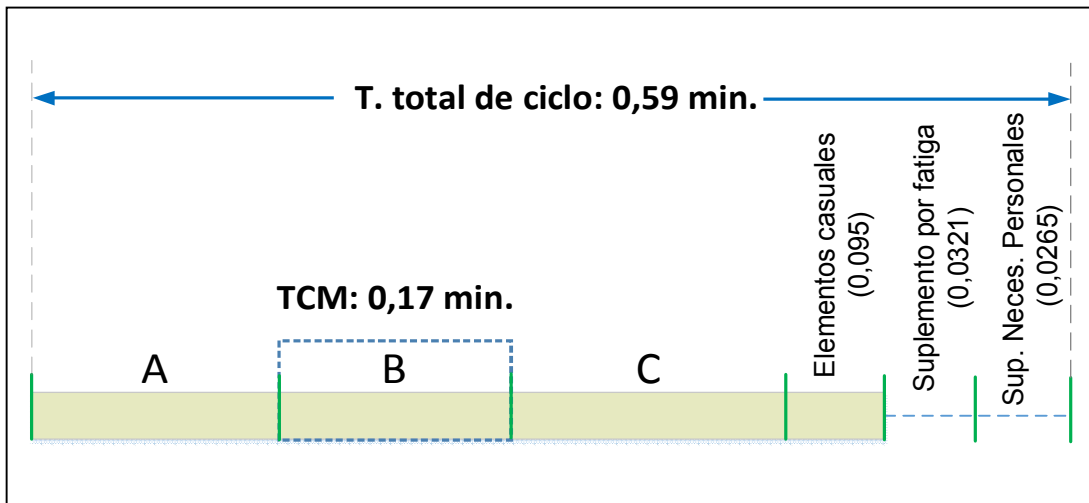 T. total de ciclo: 0,59 min.
TCM: 0,17 min.
A
B
C
Elementos casuales
(0,095)
Suplemento por fatiga
(0,0321)
Sup. Neces. Personales
(0,0265)